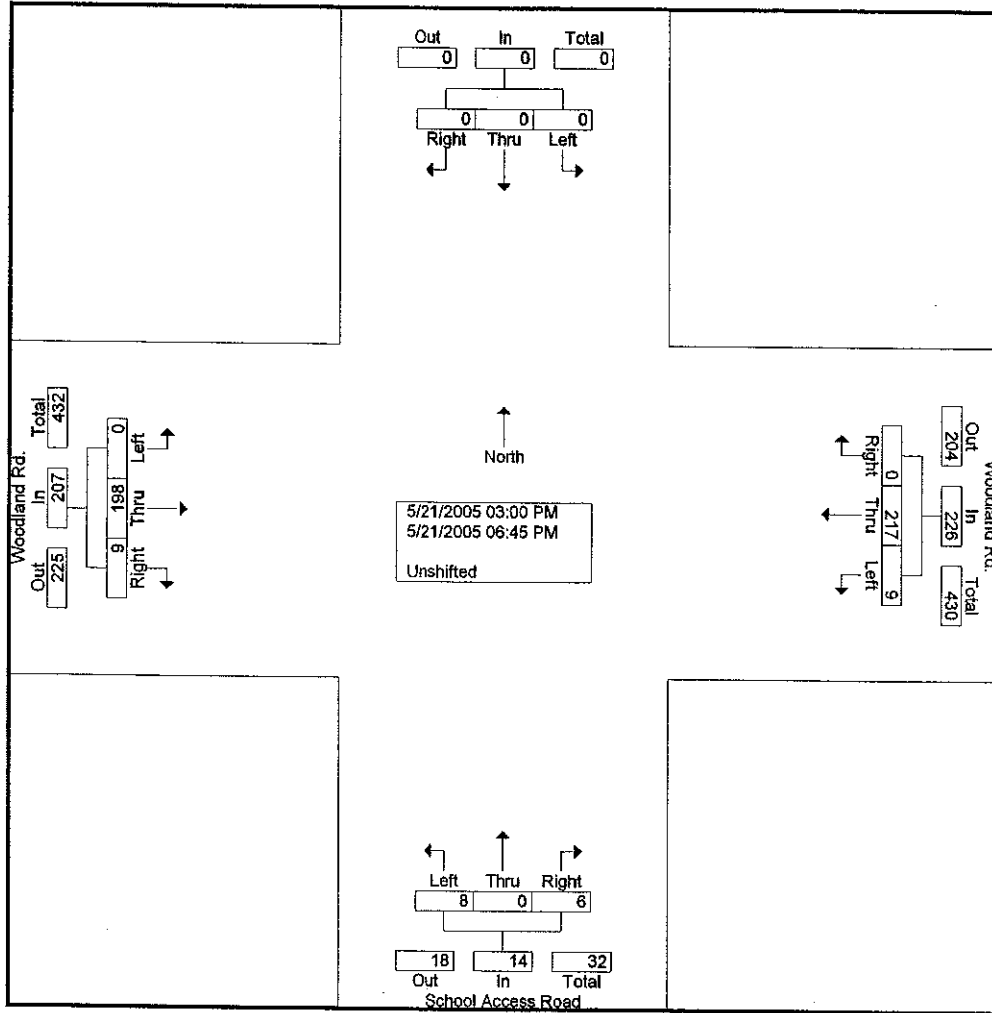 Out In Total
0 0 0
0 0 0
Right Thru Left
Woodland Rd.
Total In Out
432 207 225
0 198 9
Left Thru Right
North
5/21/2005 03:00 PM
5/21/2005 06:45 PM
Unshifted
Woodland Rd.
Out In Total
204 226 430
0 217 9
Right Thru Left
Left Thru Right
8 0 6
18 14 32
Out In Total
School Access Road